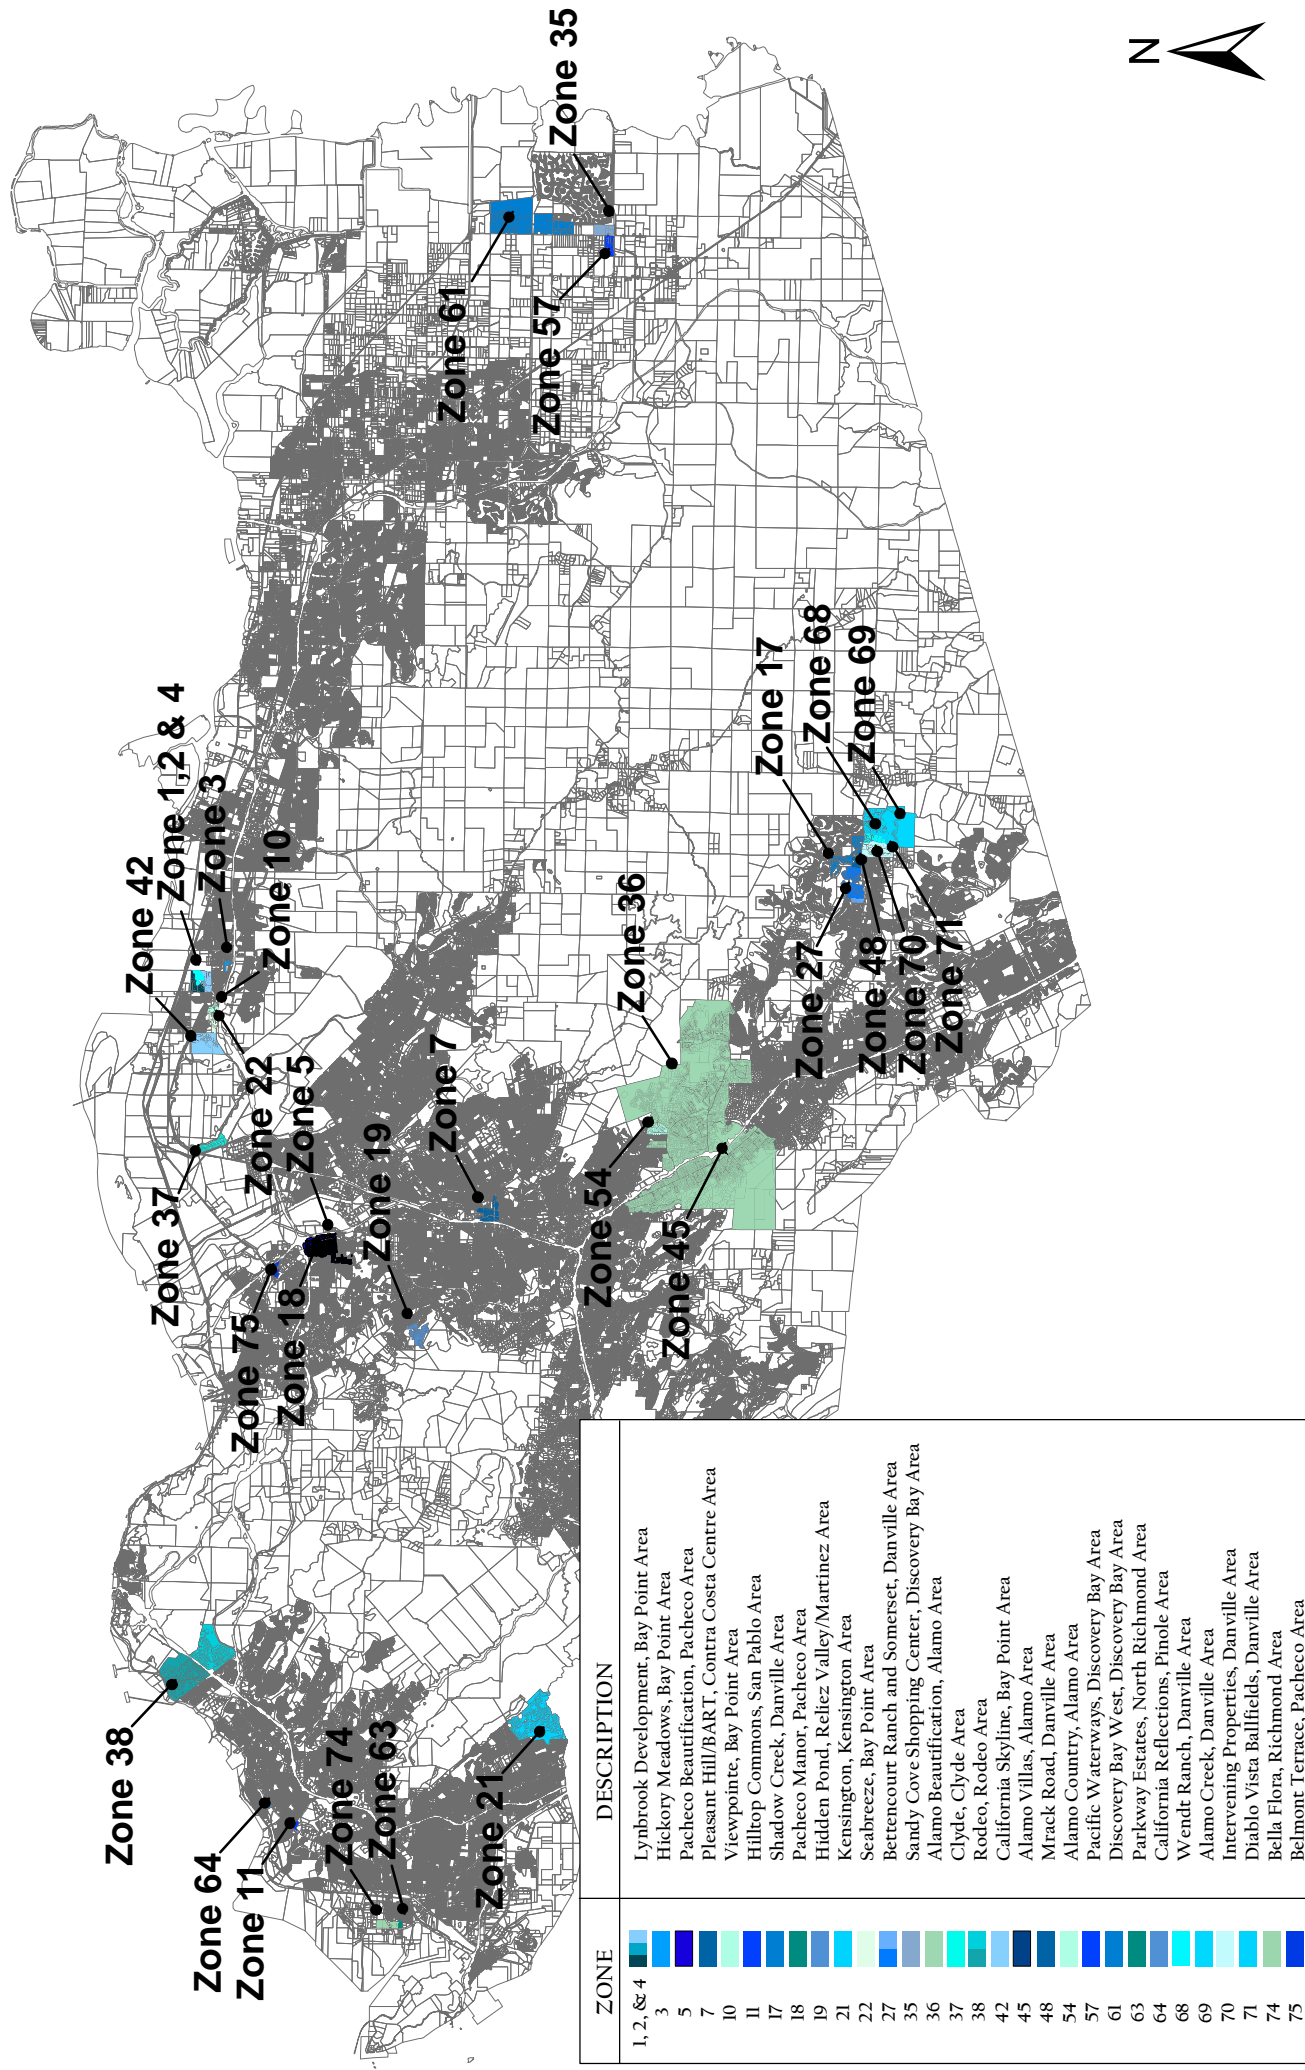 Zone 38
Zone 64
Zone 11
Zone 74
Zone 63
Zone 21
Zone 37
Zone 75
Zone 18
Zone 22
Zone 5
Zone 19
Zone 7
Zone 42
Zone 1,2 & 4
Zone 3
Zone 10
Zone 54
Zone 45
Zone 36
Zone 27
Zone 48
Zone 70
Zone 71
Zone 17
Zone 68
Zone 69
Zone 61
Zone 57
Zone 35
N
ZONE DESCRIPTION
1, 2, & 4 Lynbrook Development, Bay Point Area
3 Hickory Meadows, Bay Point Area
5 Pacheco Beautification, Pacheco Area
7 Pleasant Hill/BART, Contra Costa Centre Area
10 Viewpointe, Bay Point Area
11 Hilltop Commons, San Pablo Area
17 Shadow Creek, Danville Area
18 Pacheco Manor, Pacheco Area
19 Hidden Pond, Reliez Valley/Martinez Area
21 Kensington, Kensington Area
22 Seabreeze, Bay Point Area
27 Bettencourt Ranch and Somerset, Danville Area
35 Sandy Cove Shopping Center, Discovery Bay Area
36 Alamo Beautification, Alamo Area
37 Clyde, Clyde Area
38 Rodeo, Rodeo Area
42 California Skyline, Bay Point Area
45 Alamo Villas, Alamo Area
48 Mrack Road, Danville Area
54 Alamo Country, Alamo Area
57 Pacific Waterways, Discovery Bay Area
61 Discovery Bay West, Discovery Bay Area
63 Parkway Estates, North Richmond Area
64 California Reflections, Pinole Area
68 Wendt Ranch, Danville Area
69 Alamo Creek, Danville Area
70 Intervening Properties, Danville Area
71 Diablo Vista Ballfields, Danville Area
74 Bella Flora, Richmond Area
75 Belmont Terrace, Pacheco Area